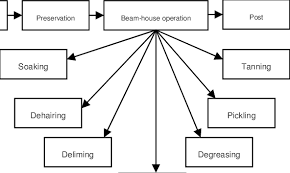 Preservation
Beam-house operation
Post
Soaking
Tanning
Dehairing
Pickling
Deliming
Degreasing